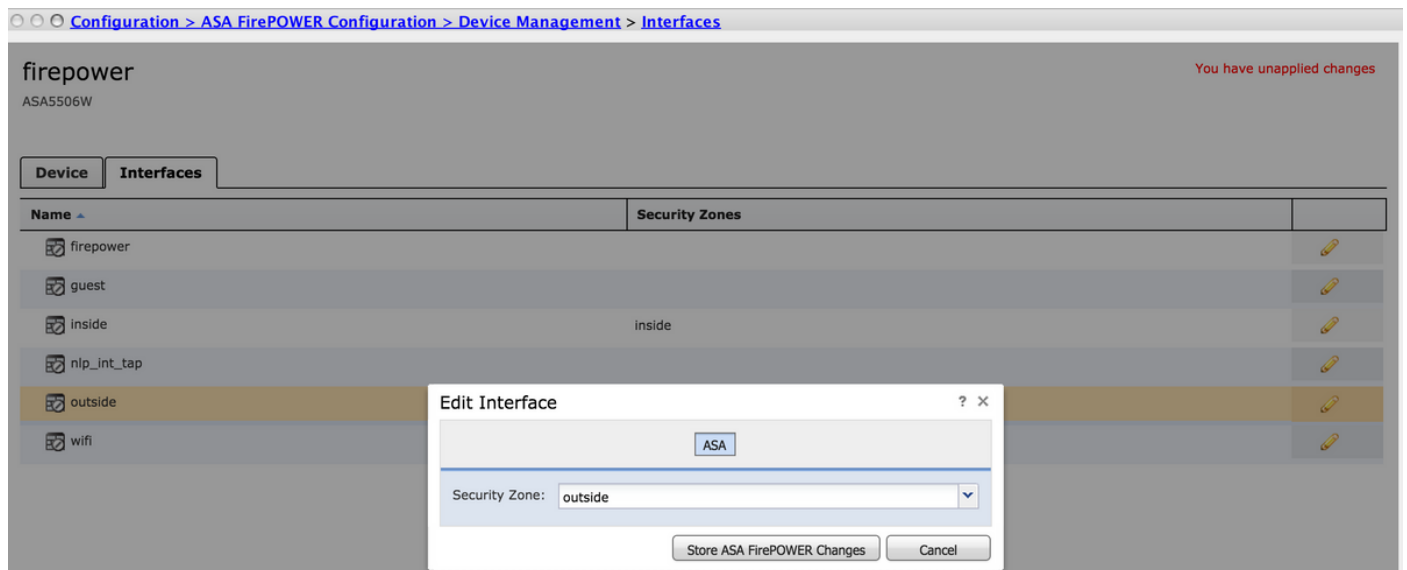 Configuration > ASA FirePOWER Configuration > Device Management > Interfaces
firepower
You have unapplied changes
ASA5506W
Device Interfaces
Name Security Zones
firepower
guest
inside inside
nlp_int_tap
outside
wifi
Edit Interface ? ×
ASA
Security Zone: outside
Store ASA FirePOWER Changes Cancel